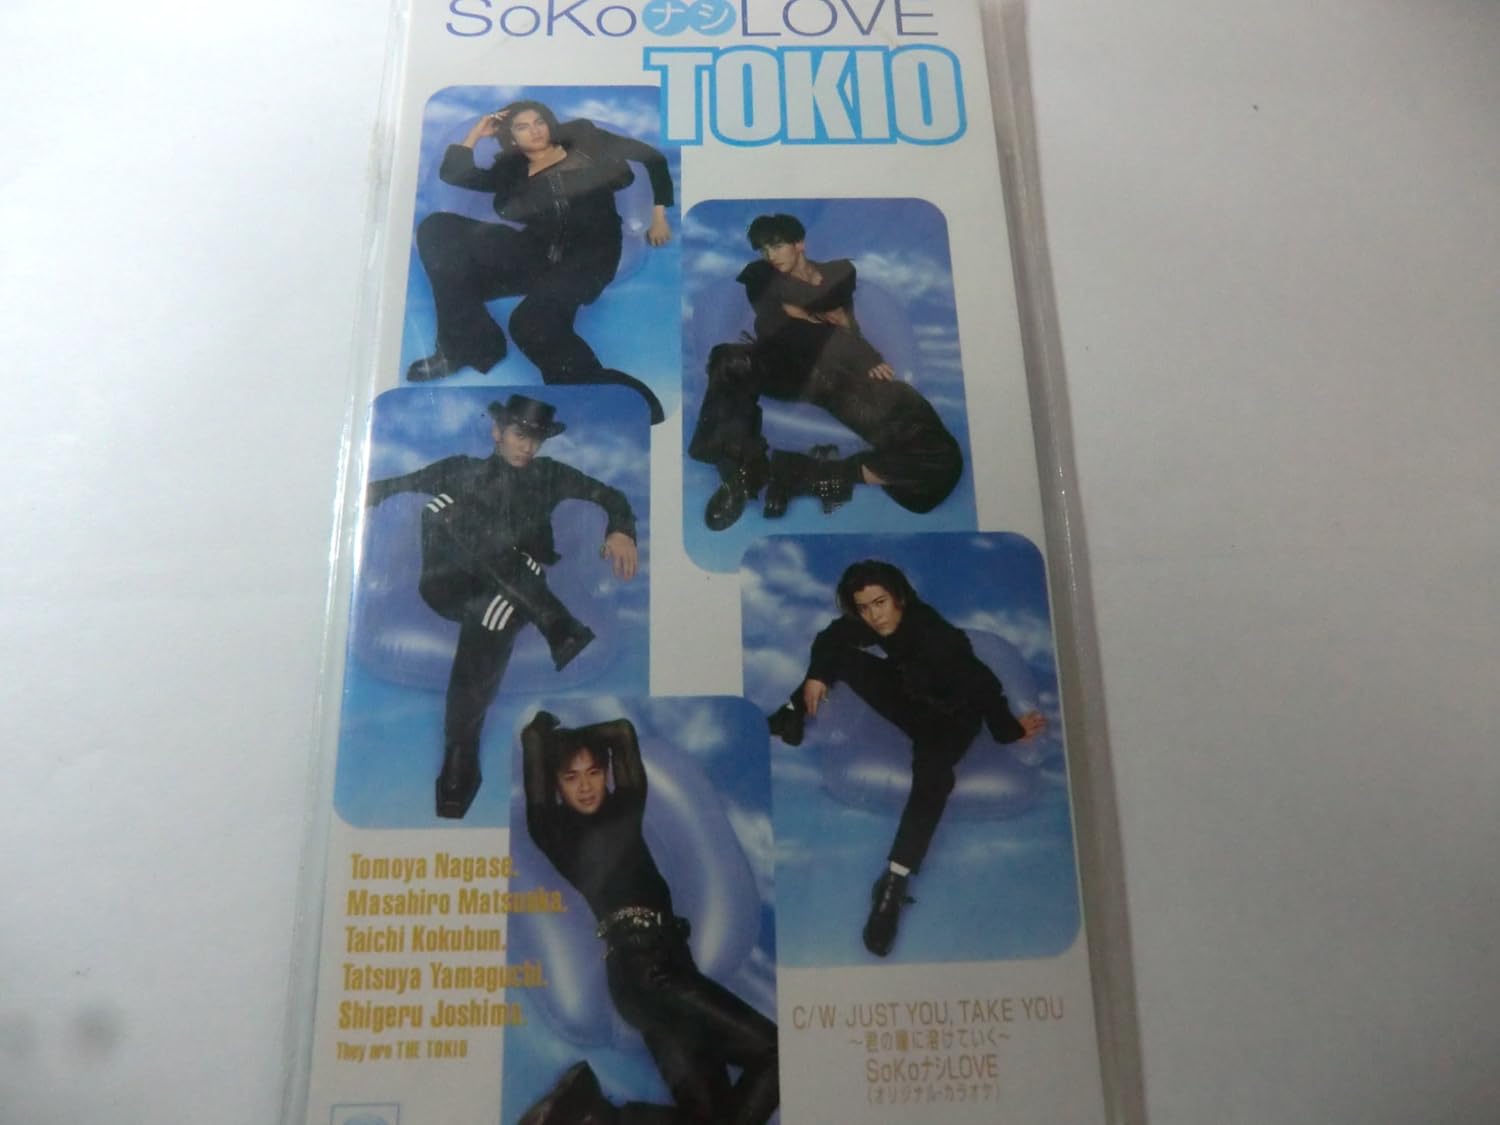 SoKoナシLOVE
TOKIO
Tomoya Nagase.
Masahiro Matsuoka.
Taichi Kokubun.
Tatsuya Yamaguchi.
Shigeru Joshima.
They are THE TOKIO
C/W JUST YOU, TAKE YOU
～君の瞳に溶けていく～
SoKoナシLOVE
(オリジナル・カラオケ)